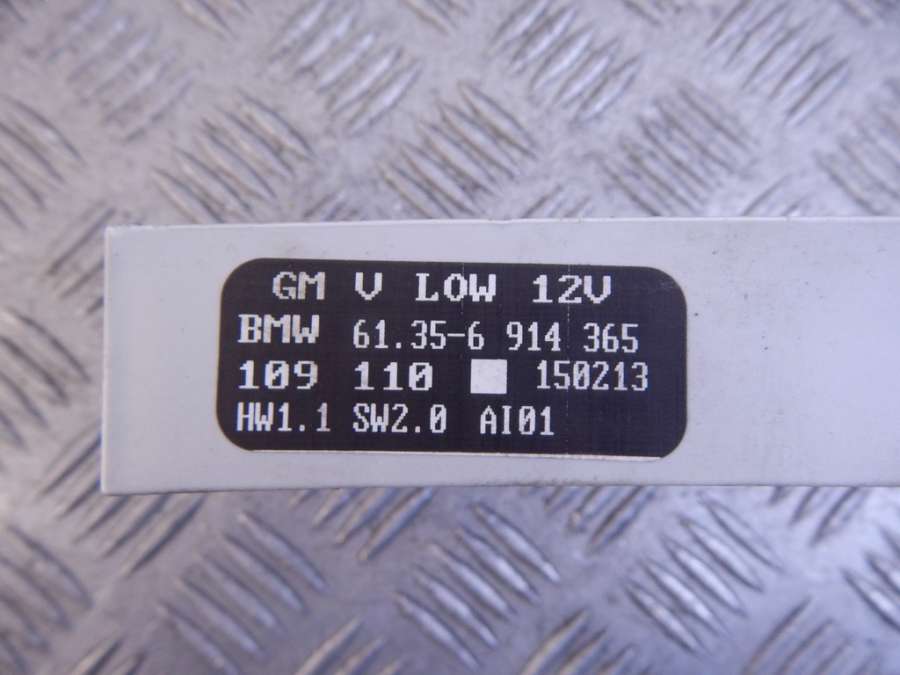 GM V LOW 12V
BMW 61.35-6 914 365
109 110 150213
HW1.1 SW2.0 AI01